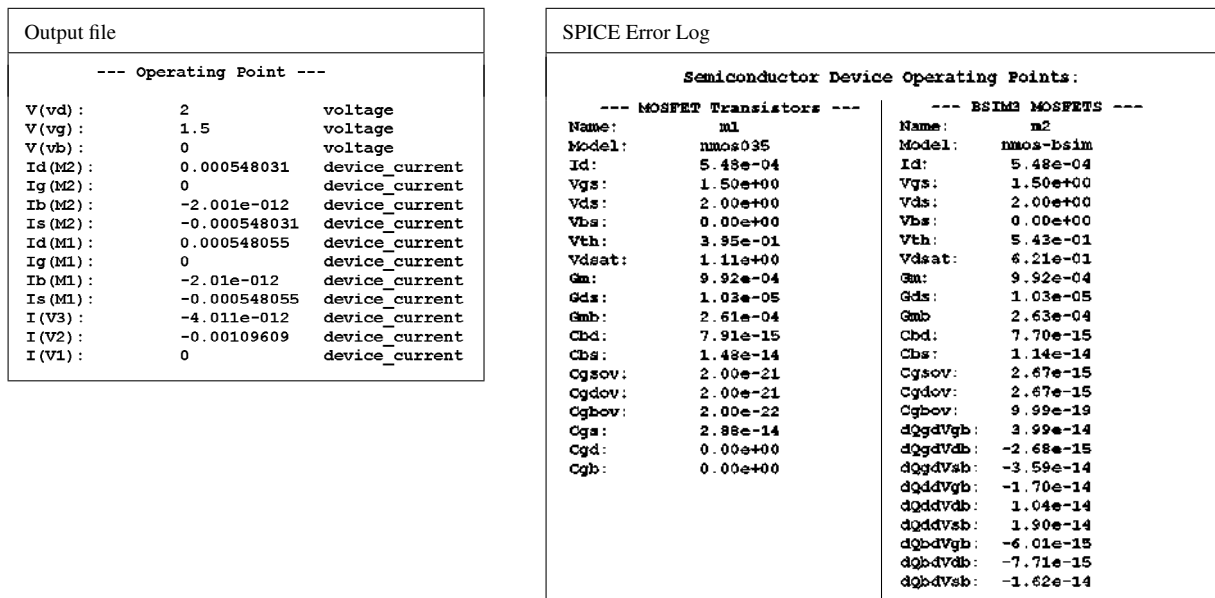 Output file
--- Operating Point ---
V(vd): 2 voltage
V(vg): 1.5 voltage
V(vb): 0 voltage
Id(M2): 0.000548031 device_current
Ig(M2): 0 device_current
Ib(M2): -2.001e-012 device_current
Is(M2): -0.000548031 device_current
Id(M1): 0.000548055 device_current
Ig(M1): 0 device_current
Ib(M1): -2.01e-012 device_current
Is(M1): -0.000548055 device_current
I(V3): -4.011e-012 device_current
I(V2): -0.00109609 device_current
I(V1): 0 device_current
SPICE Error Log
Semiconductor Device Operating Points:
--- MOSFET Transistors ---
Name: m1
Model: nmos035
Id: 5.48e-04
Vgs: 1.50e+00
Vds: 2.00e+00
Vbs: 0.00e+00
Vth: 3.95e-01
Vdsat: 1.11e+00
Gm: 9.92e-04
Gds: 1.03e-05
Gmb: 2.61e-04
Cbd: 7.91e-15
Cbs: 1.48e-14
Cgsov: 2.00e-21
Cgdov: 2.00e-21
Cgbov: 2.00e-22
Cgs: 2.88e-14
Cgd: 0.00e+00
Cgb: 0.00e+00
--- BSIM3 MOSFETS ---
Name: m2
Model: nmos-bsim
Id: 5.48e-04
Vgs: 1.50e+00
Vds: 2.00e+00
Vbs: 0.00e+00
Vth: 5.43e-01
Vdsat: 6.21e-01
Gm: 9.92e-04
Gds: 1.03e-05
Gmb 2.63e-04
Cbd: 7.70e-15
Cbs: 1.14e-14
Cgsov: 2.67e-15
Cgdov: 2.67e-15
Cgbov: 9.99e-19
dQgdVgb: 3.99e-14
dQgdVdb: -2.68e-15
dQgdVsb: -3.59e-14
dQddVgb: -1.70e-14
dQddVdb: 1.04e-14
dQddVsb: 1.90e-14
dQbdVgb: -6.01e-15
dQbdVdb: -7.71e-15
dQbdVsb: -1.62e-14